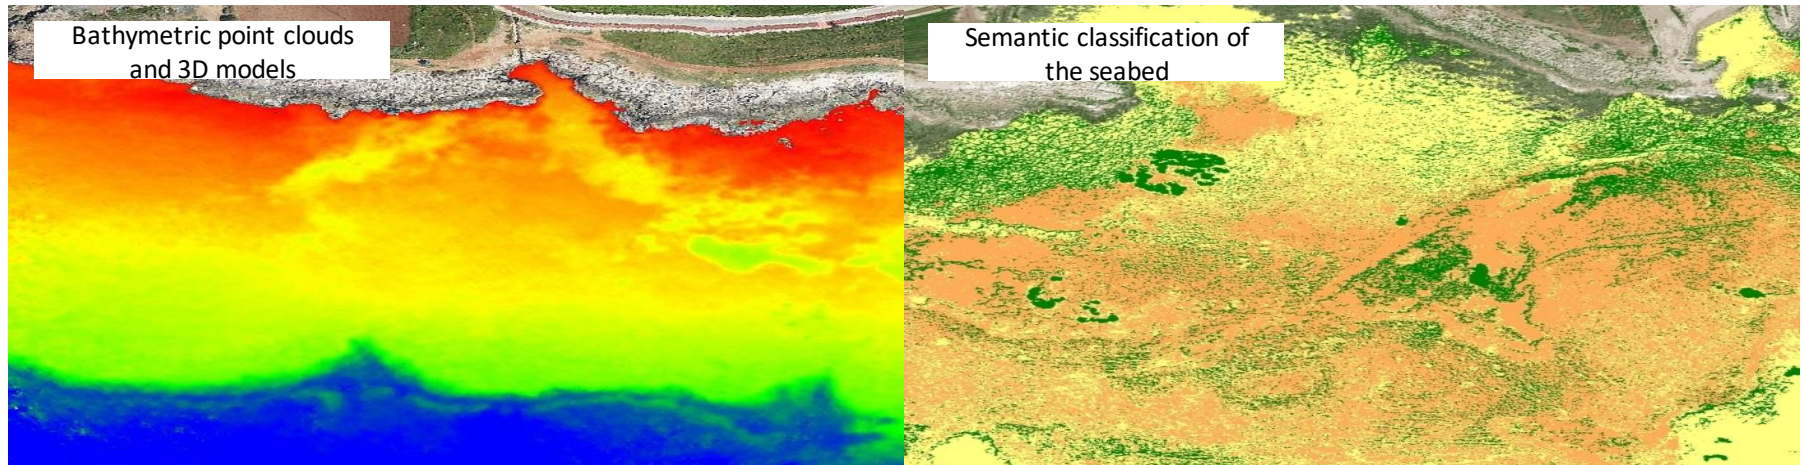 Bathymetric point clouds
and 3D models
Semantic classification of
the seabed